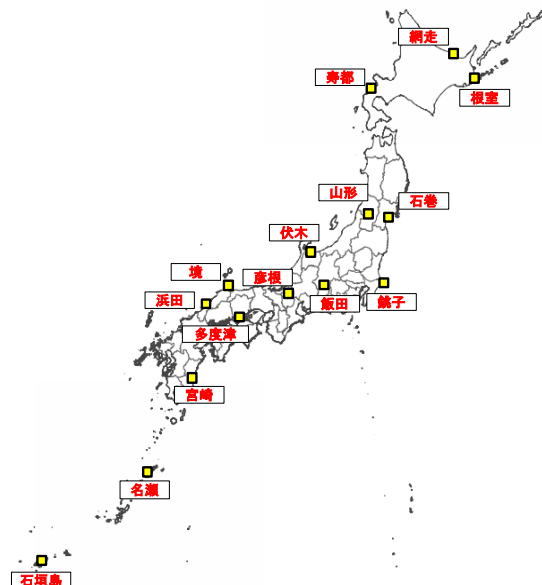 網走
寿都
根室
山形
石巻
伏木
境
彦根
浜田
飯田
銚子
多度津
宮崎
名瀬
石垣島